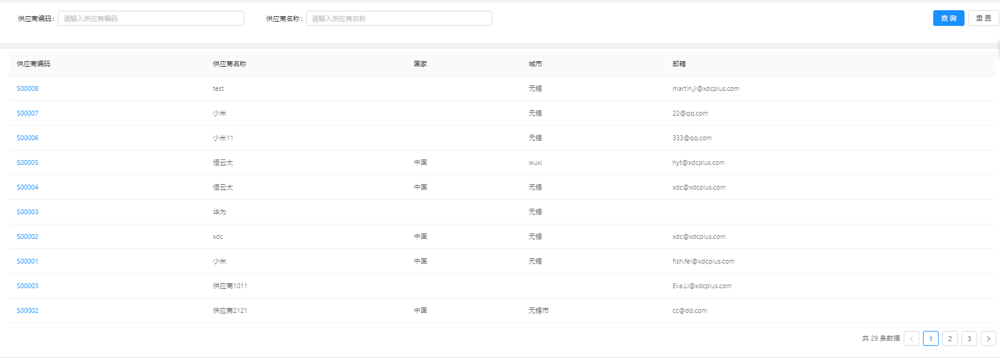 供应商编码： 请输入供应商编码 供应商名称： 请输入供应商名称 查 询 重 置
供应商编码 供应商名称 国家 城市 邮箱
S00008 test 无锡 martin.ji@xdcplus.com
S00007 小米 无锡 22@qq.com
S00006 小米11 无锡 333@qq.com
S00005 恒云太 中国 wuxi hyt@xdcplus.com
S00004 恒云太 中国 无锡 xdc@xdcplus.com
S00003 华为 无锡
S00002 xdc 中国 无锡 xdc@xdcplus.com
S00001 小米 中国 无锡 fish.fei@xdcplus.com
S00003 供应商1011 Eva.Li@xdcplus.com
S00002 供应商2121 中国 无锡市 cc@dd.com
共 29 条数据 < 1 2 3 >